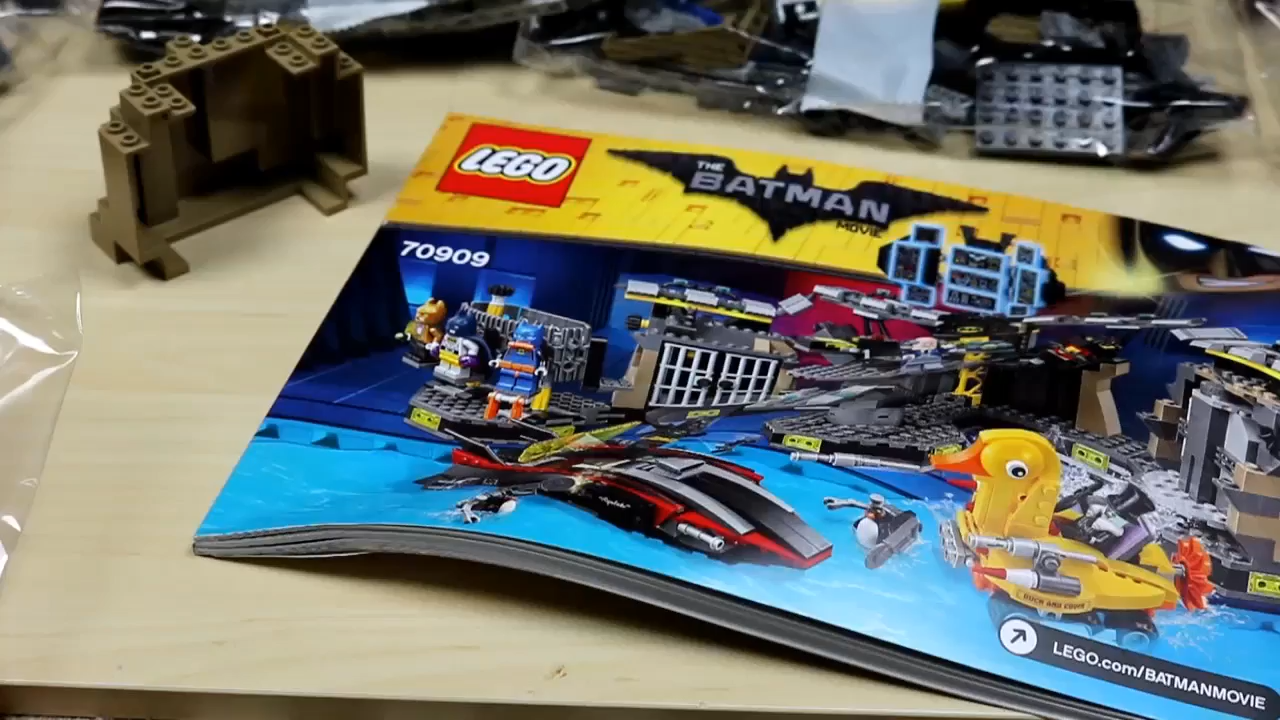 LEGO
THE
BATMAN
MOVIE
70909
DUCK AND COVER
LEGO.com/BATMANMOVIE